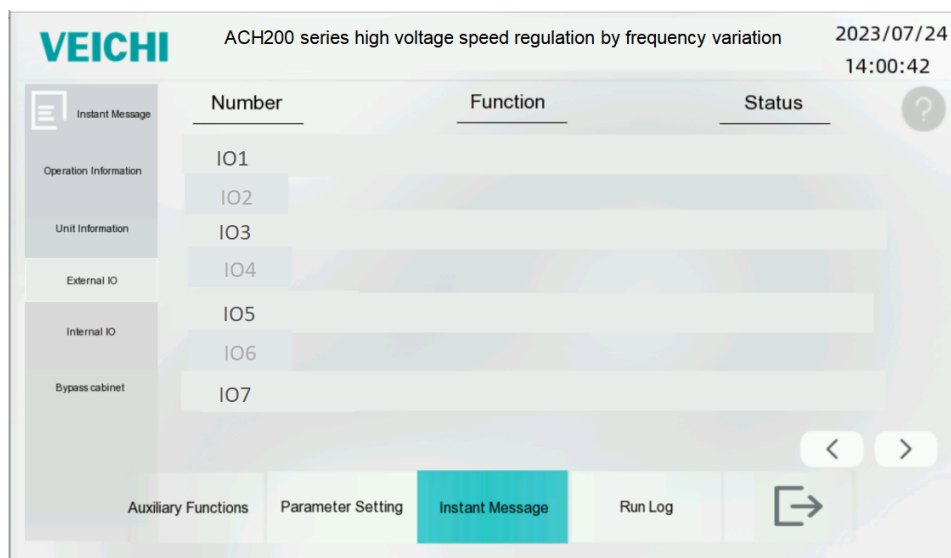 VEICHI
ACH200 series high voltage speed regulation by frequency variation
2023/07/24
14:00:42
Instant Message
Number Function Status
?
Operation Information
Unit Information
External IO
Internal IO
Bypass cabinet
IO1
IO2
IO3
IO4
IO5
IO6
IO7
< >
Auxiliary Functions Parameter Setting Instant Message Run Log